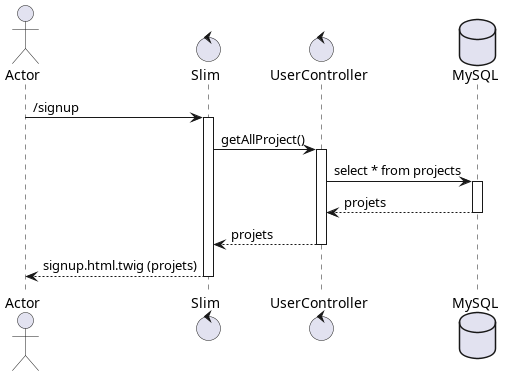 Actor
Slim
UserController
MySQL
/signup
getAllProject()
select * from projects
projets
projets
signup.html.twig (projets)
Actor
Slim
UserController
MySQL